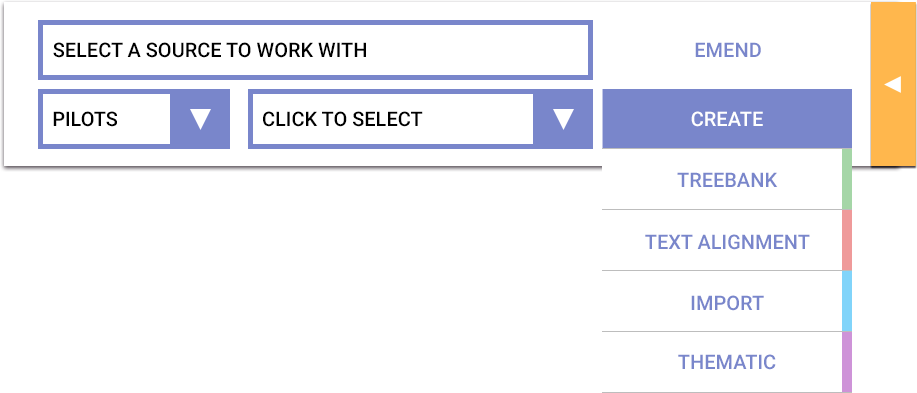 SELECT A SOURCE TO WORK WITH
EMEND
PILOTS
CLICK TO SELECT
CREATE
TREEBANK
TEXT ALIGNMENT
IMPORT
THEMATIC